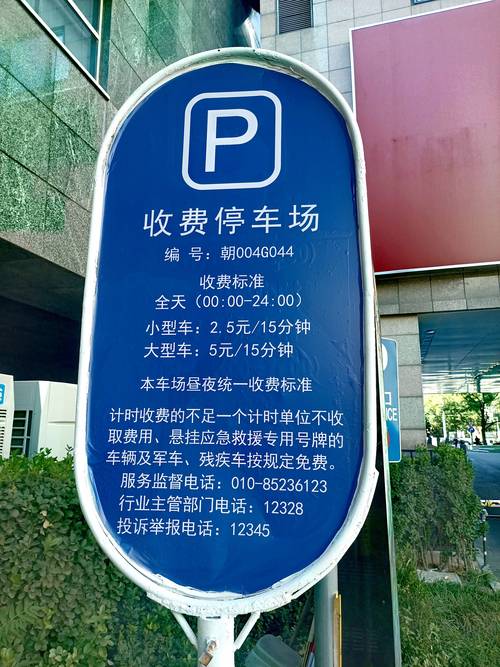 P
收费停车场
编 号：朝004G044
收费标准
全天（00:00-24:00）
小型车：2.5元/15分钟
大型车：5元/15分钟
本车场昼夜统一收费标准
计时收费的不足一个计时单位不收
取费用、悬挂应急救援专用号牌的
车辆及军车、残疾车按规定免费。
服务监督电话：010-85236123
行业主管部门电话：12328
投诉举报电话：12345